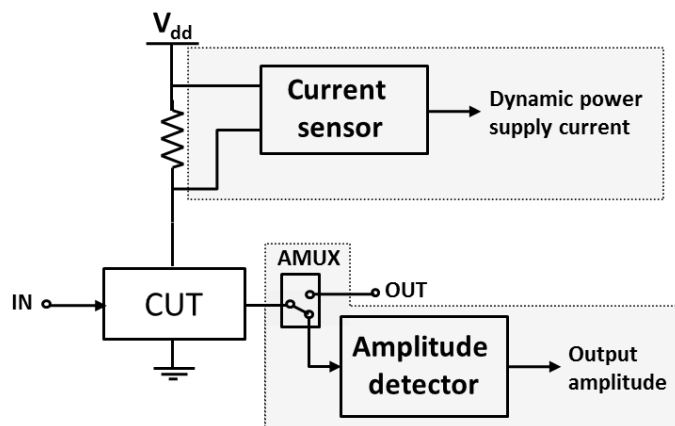 Vdd
Current
sensor
Dynamic power
supply current
AMUX
IN
CUT
OUT
Amplitude
detector
Output
amplitude